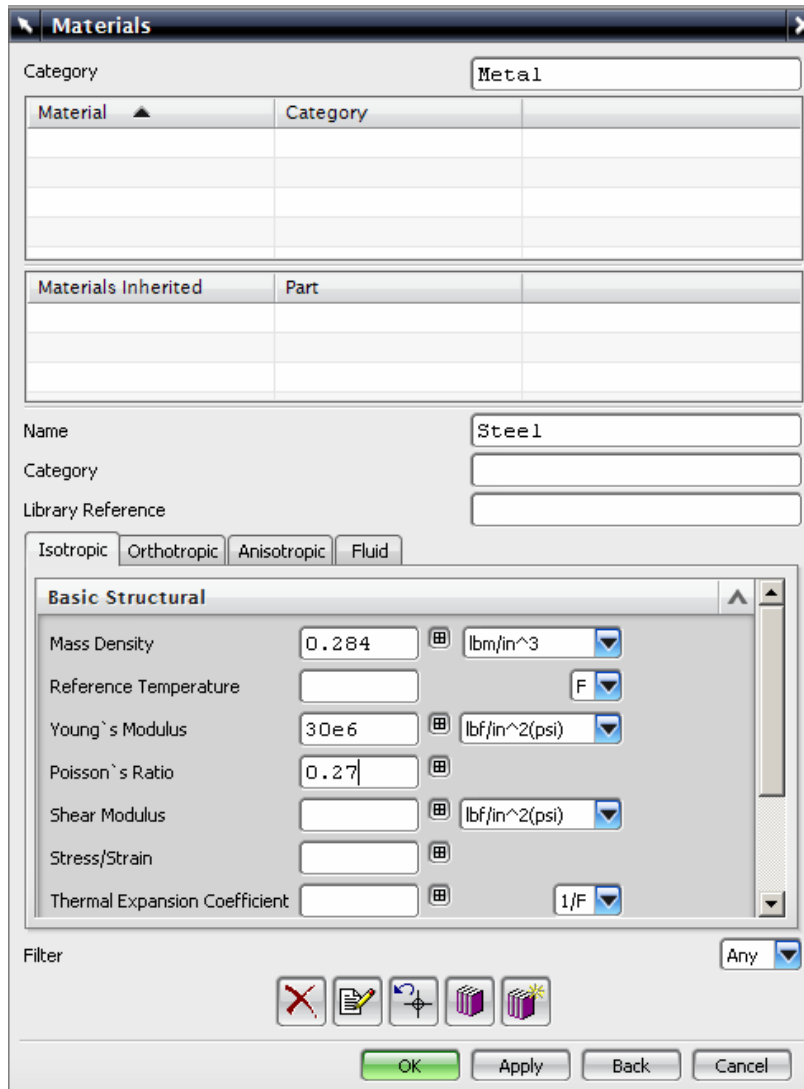 Materials
Category Metal
Material Category
Materials Inherited Part
Name Steel
Category
Library Reference
Isotropic Orthotropic Anisotropic Fluid
Basic Structural
Mass Density 0.284 lbm/in^3
Reference Temperature F
Young`s Modulus 30e6 lbf/in^2(psi)
Poisson`s Ratio 0.27
Shear Modulus lbf/in^2(psi)
Stress/Strain
Thermal Expansion Coefficient 1/F
Filter Any
OK Apply Back Cancel